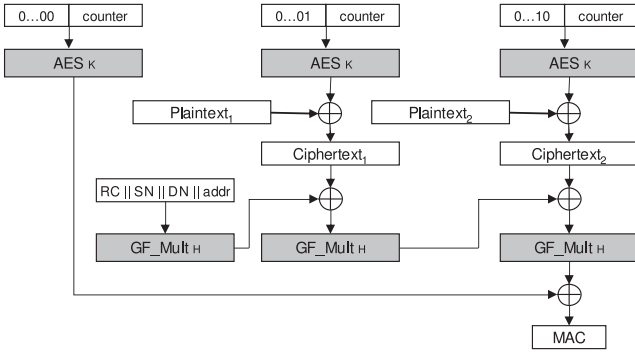 0...00 counter 0...01 counter 0...10 counter
AES K AES K AES K
Plaintext₁ Plaintext₂
Ciphertext₁ Ciphertext₂
RC || SN || DN || addr
GF_Mult H GF_Mult H GF_Mult H
MAC